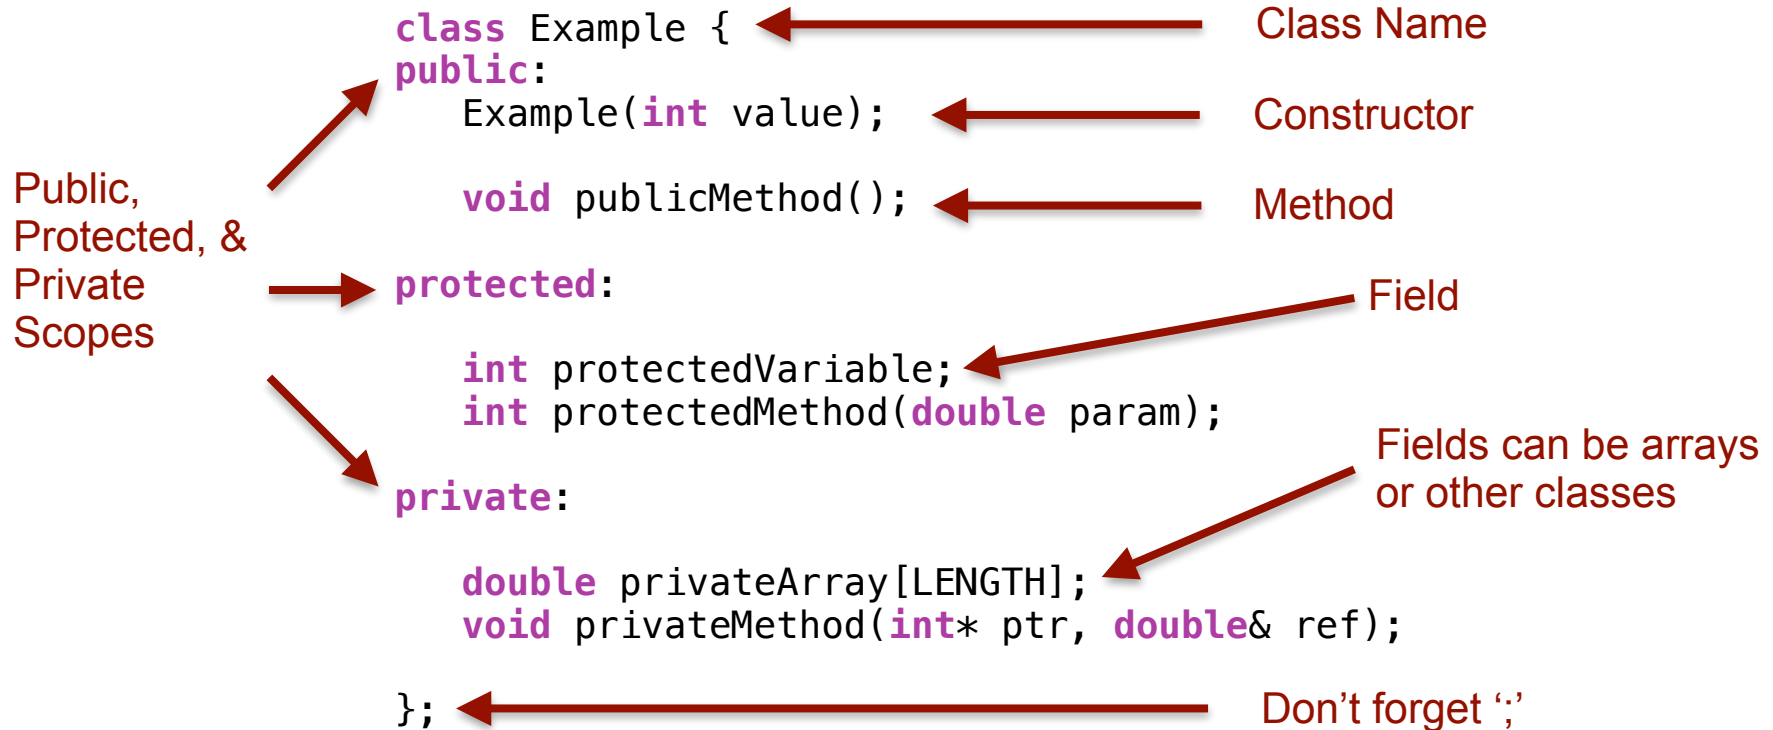 class Example {
Class Name
public:
Example(int value);
Constructor
void publicMethod();
Method
Public,
Protected, &
Private
Scopes
protected:
Field
int protectedVariable;
int protectedMethod(double param);
Fields can be arrays
or other classes
private:
double privateArray[LENGTH];
void privateMethod(int* ptr, double& ref);
};
Don’t forget ‘;’